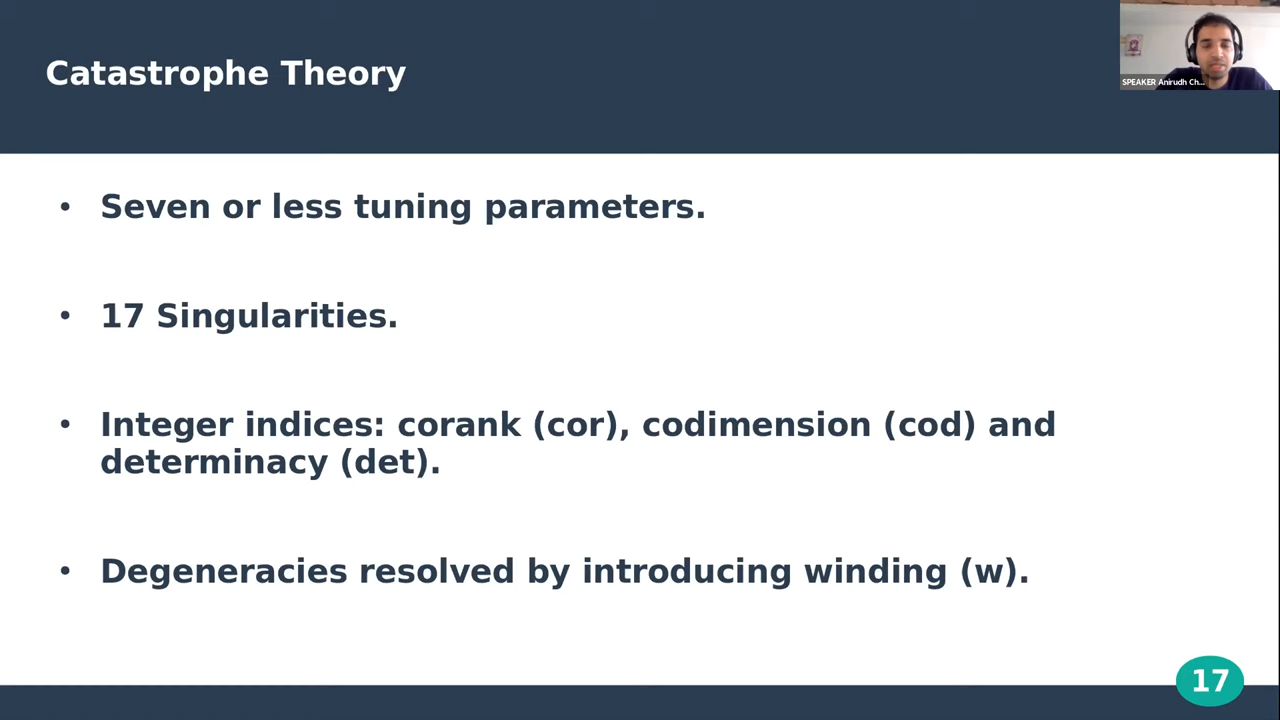 Catastrophe Theory
SPEAKER Anirudh Ch...
• Seven or less tuning parameters.
• 17 Singularities.
• Integer indices: corank (cor), codimension (cod) and
determinacy (det).
• Degeneracies resolved by introducing winding (w).
17